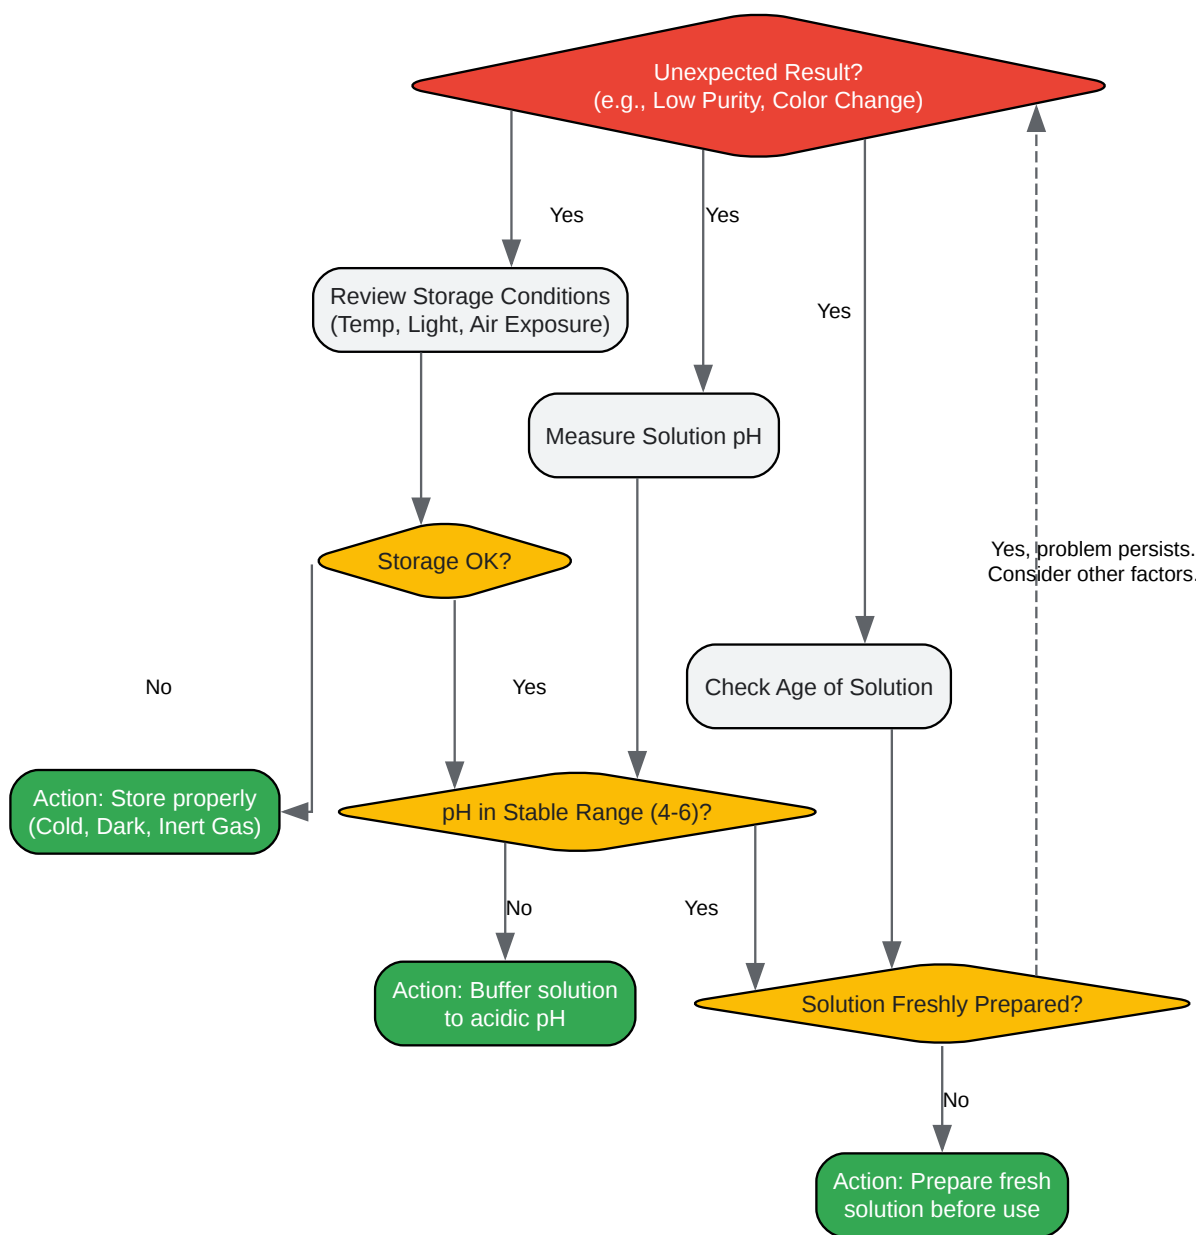 Unexpected Result?
(e.g., Low Purity, Color Change)
Yes
Yes
Review Storage Conditions
(Temp, Light, Air Exposure)
Yes
Measure Solution pH
Storage OK?
Yes, problem persists.
Consider other factors.
No
Yes
Check Age of Solution
Action: Store properly
(Cold, Dark, Inert Gas)
pH in Stable Range (4-6)?
No
Yes
Action: Buffer solution
to acidic pH
Solution Freshly Prepared?
No
Action: Prepare fresh
solution before use